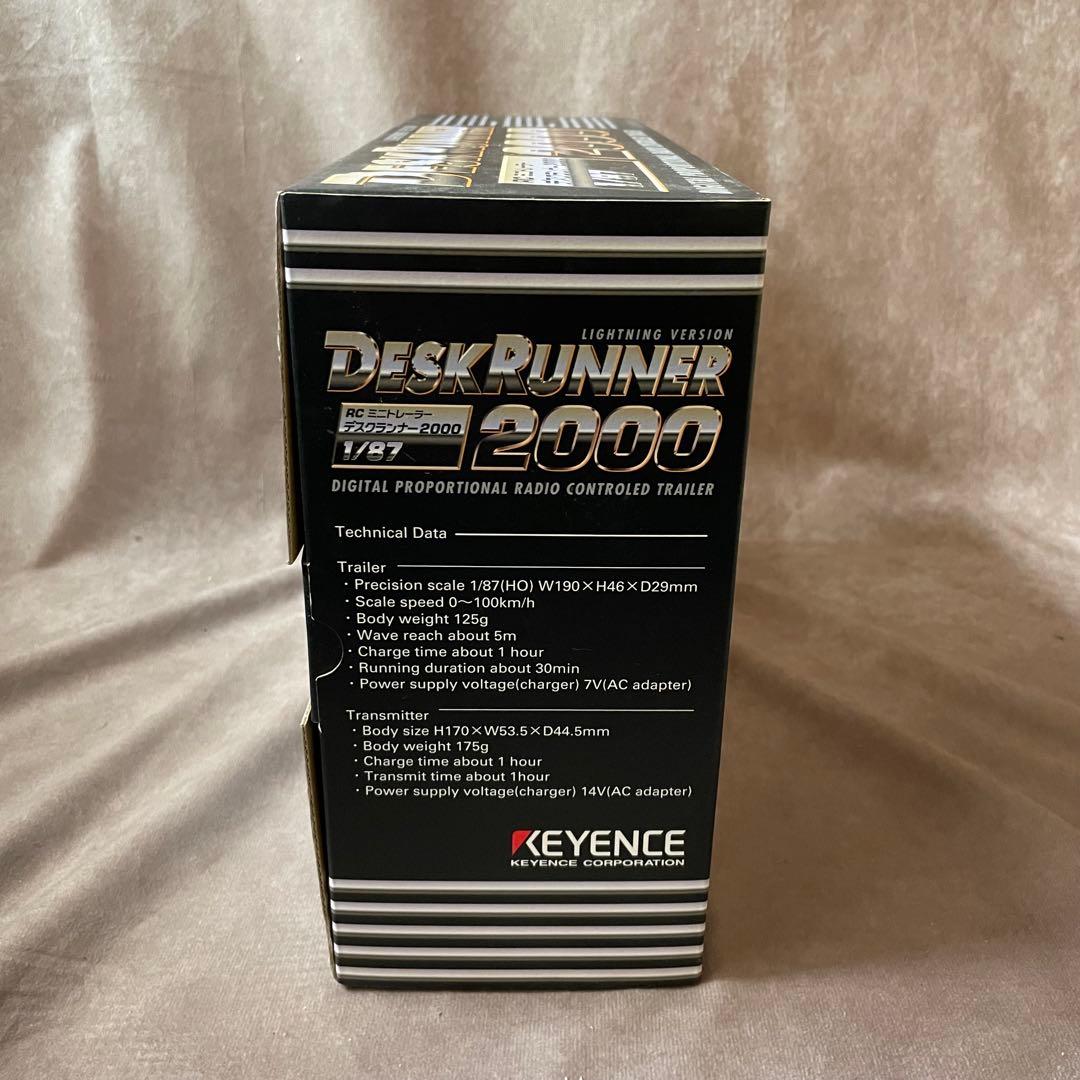 DESKRUNNER
1/87
LIGHTNING VERSION
DESKRUNNER
RC ミニトレーラー
デスクランナー2000
1/87
2000
DIGITAL PROPORTIONAL RADIO CONTROLED TRAILER
Technical Data
Trailer
・Precision scale 1/87(HO) W190×H46×D29mm
・Scale speed 0〜100km/h
・Body weight 125g
・Wave reach about 5m
・Charge time about 1 hour
・Running duration about 30min
・Power supply voltage(charger) 7V(AC adapter)
Transmitter
・Body size H170×W53.5×D44.5mm
・Body weight 175g
・Charge time about 1 hour
・Transmit time about 1hour
・Power supply voltage(charger) 14V(AC adapter)
KEYENCE
KEYENCE CORPORATION